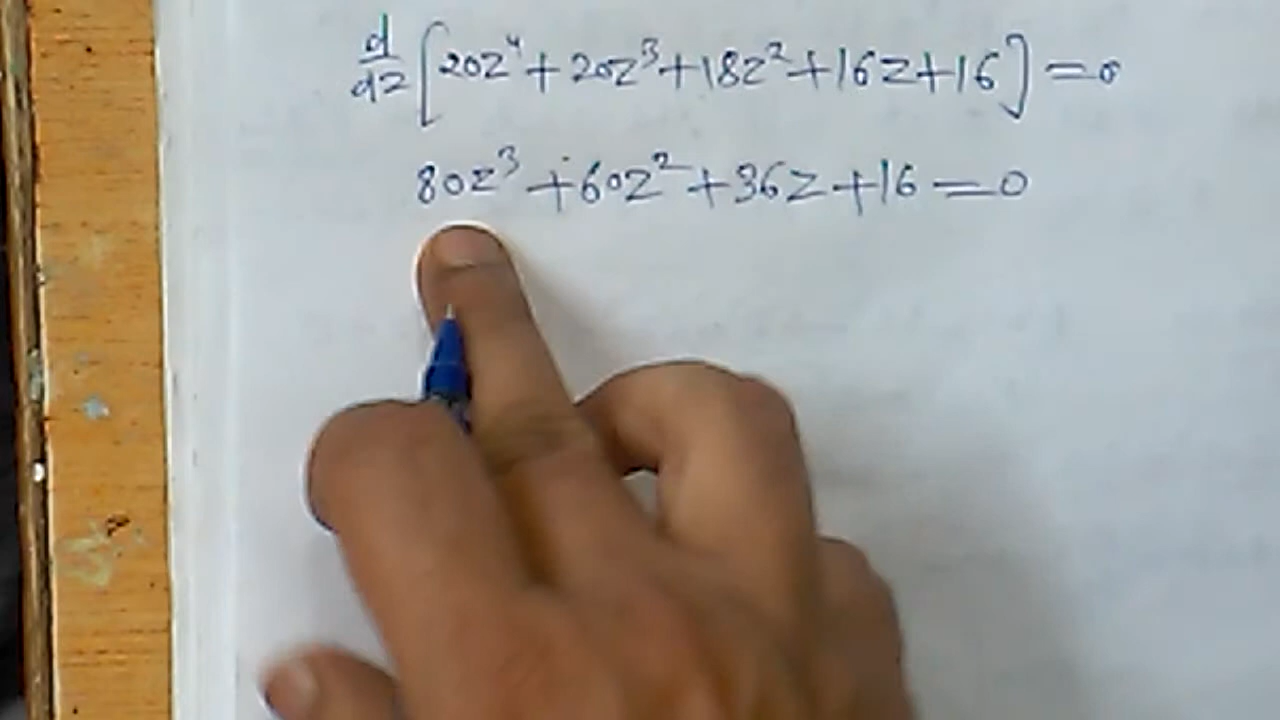 d/dz [20z⁴ + 20z³ + 18z² + 16z + 16] = 0
80z³ + 60z² + 36z + 16 = 0